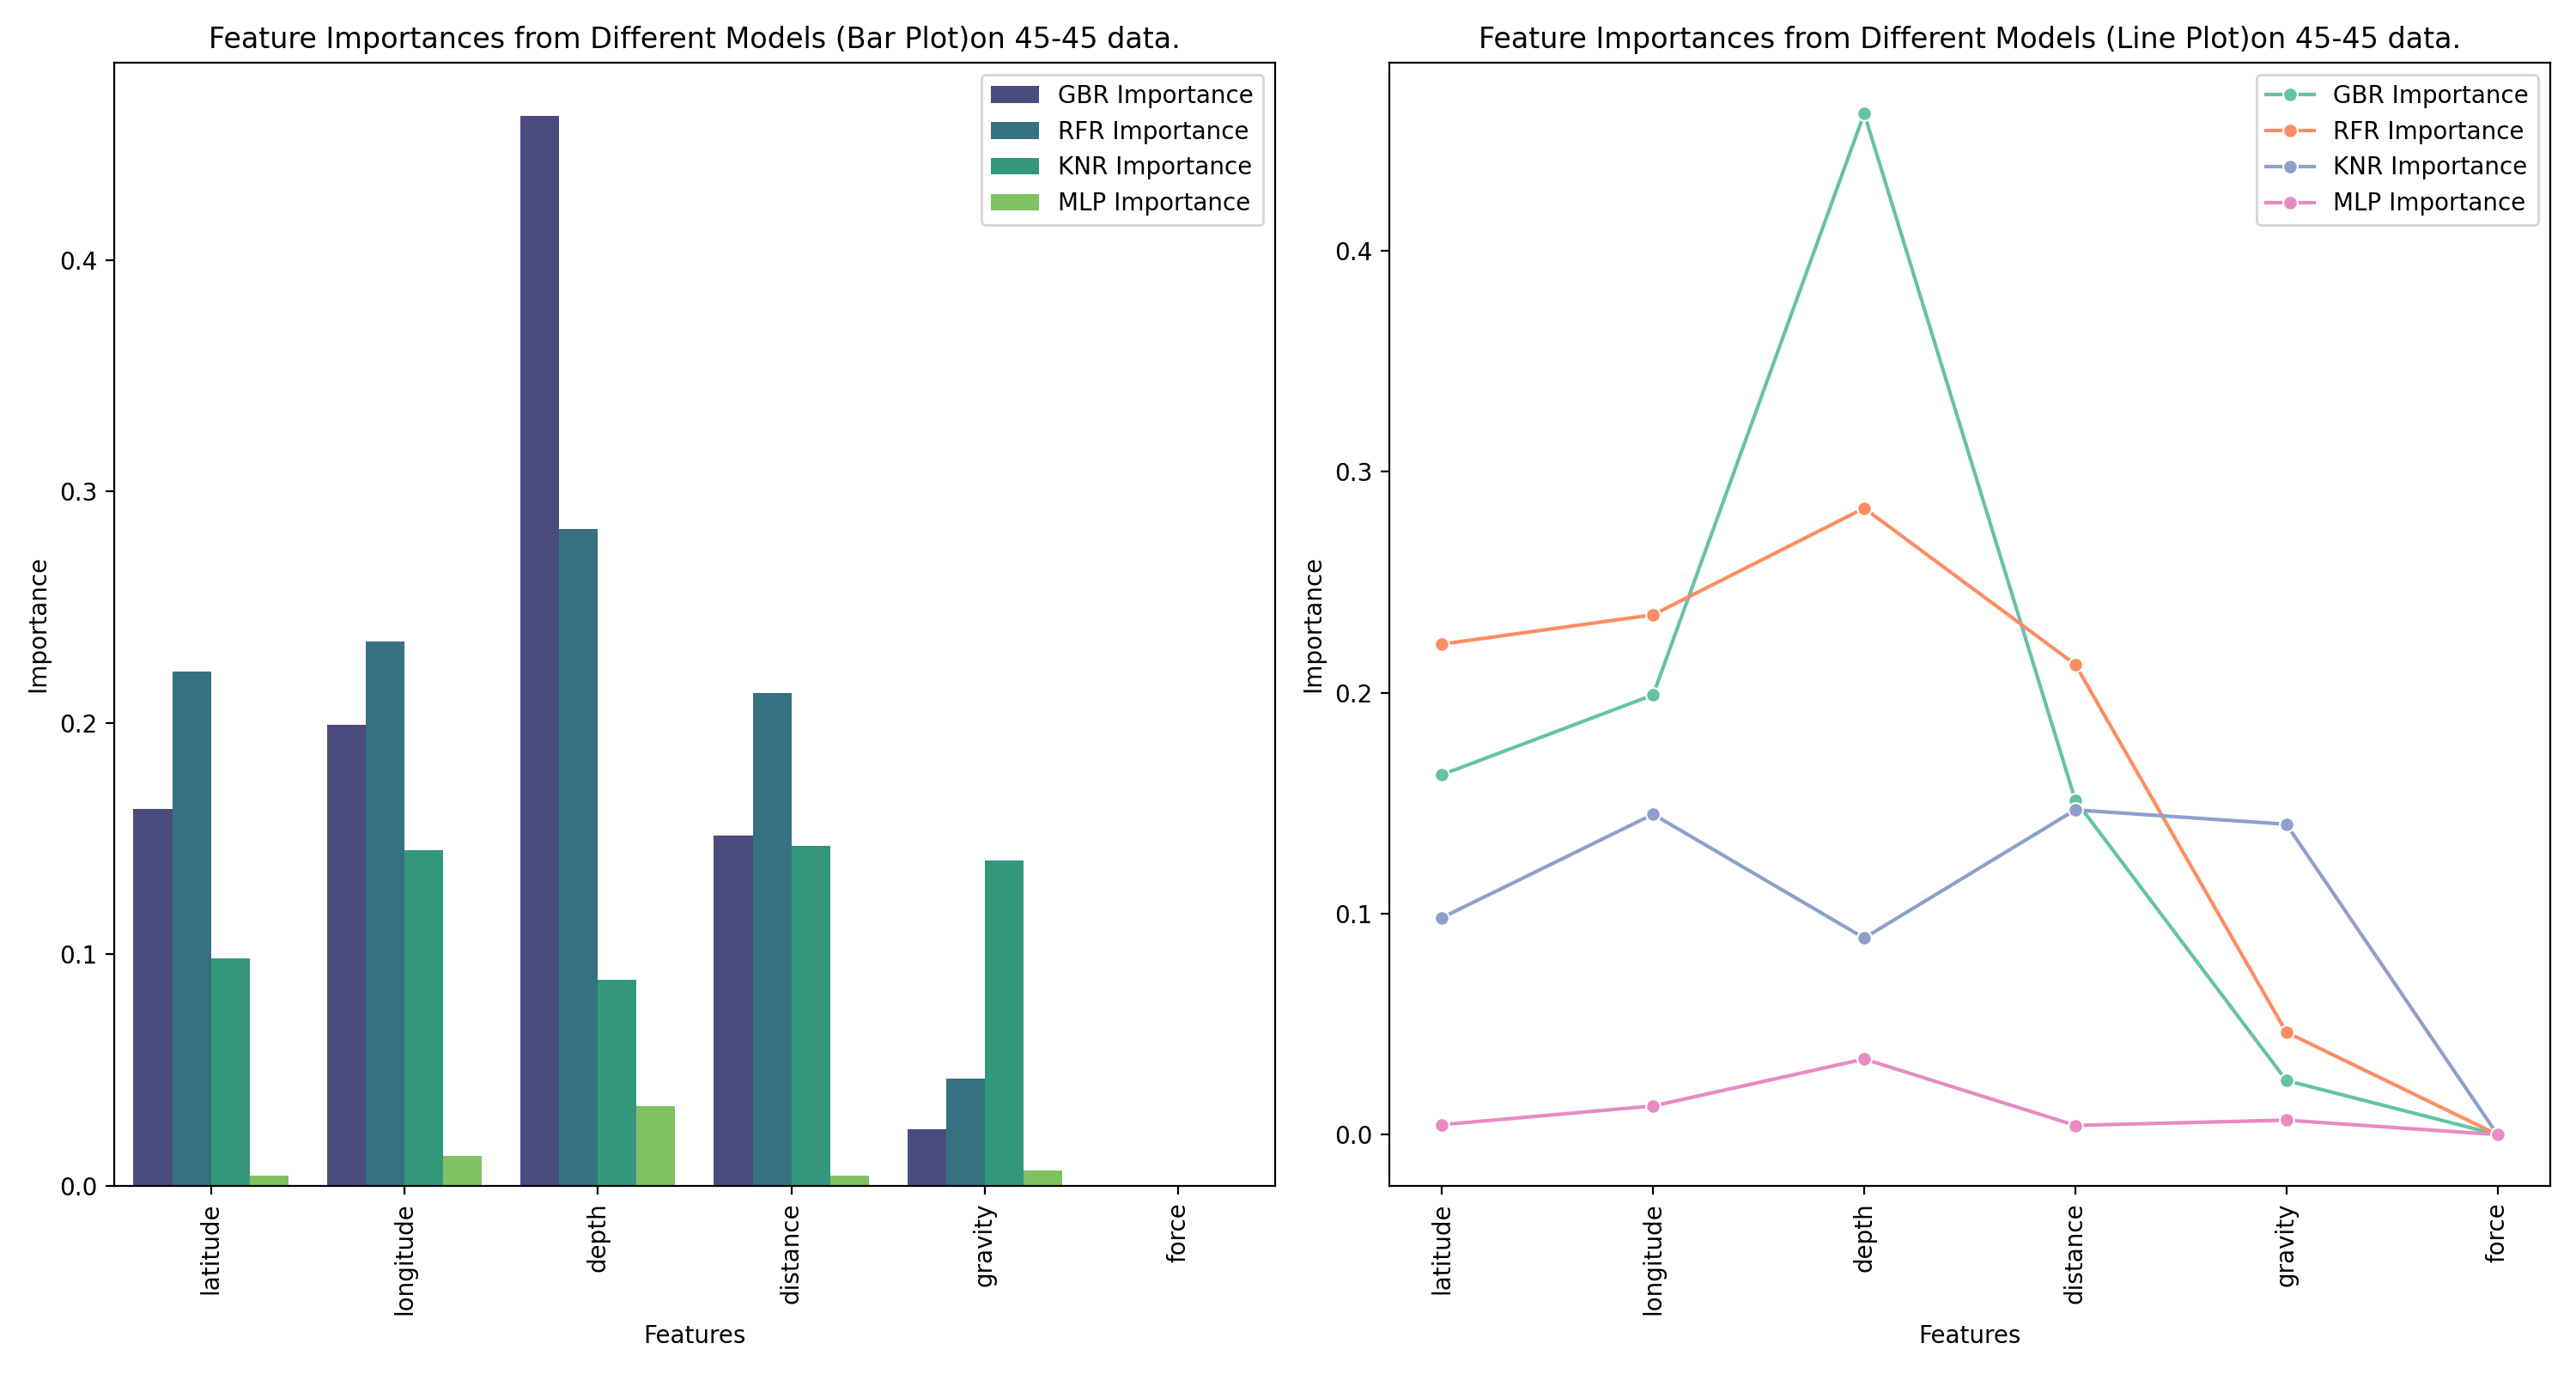 Feature Importances from Different Models (Bar Plot)on 45-45 data.
GBR Importance
RFR Importance
KNR Importance
MLP Importance
0.4
0.3
0.2
0.1
0.0
Importance
latitude
longitude
depth
distance
gravity
force
Features
Feature Importances from Different Models (Line Plot)on 45-45 data.
GBR Importance
RFR Importance
KNR Importance
MLP Importance
0.4
0.3
0.2
0.1
0.0
Importance
latitude
longitude
depth
distance
gravity
force
Features